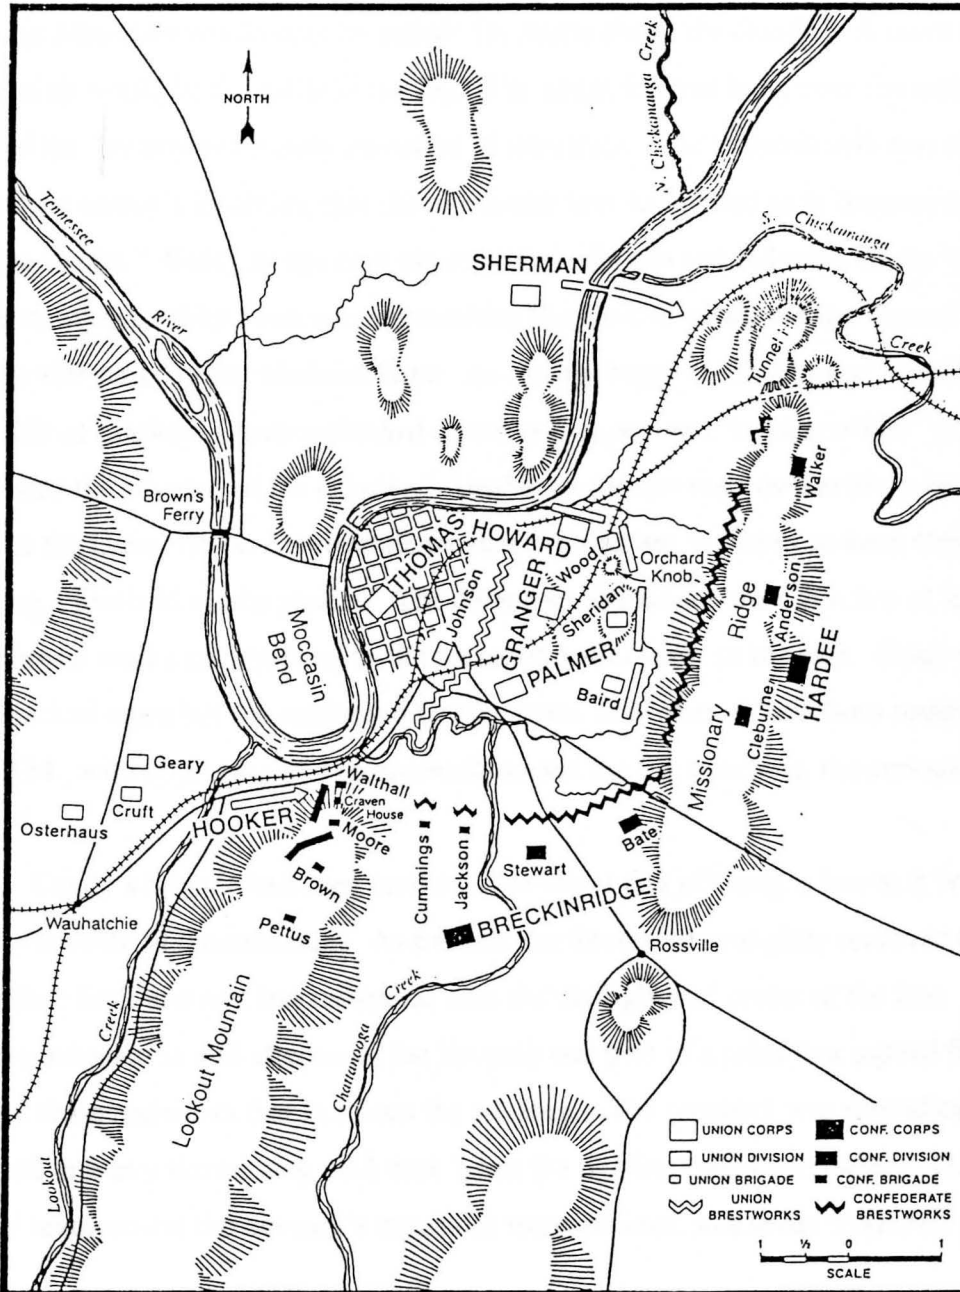 NORTH
N. Chickamauga Creek
Tennessee
River
SHERMAN
S. Chickamauga
Creek
Tunnel
Brown's
Ferry
Walker
THOMAS
HOWARD
Johnson
GRANGER
Wood
Orchard
Knob
Sheridan
PALMER
Baird
Moccasin
Bend
Missionary
Ridge
Anderson
HARDEE
Cleburne
Geary
Cruft
Osterhaus
HOOKER
Walthall
Craven
House
Moore
Brown
Pettus
Cummings
Jackson
Stewart
Bate
BRECKINRIDGE
Wauhatchie
Rossville
Lookout Mountain
Lookout
Creek
Chatnooga
Creek
UNION CORPS
CONF. CORPS
UNION DIVISION
CONF. DIVISION
UNION BRIGADE
CONF. BRIGADE
UNION
BRESTWORKS
CONFEDERATE
BRESTWORKS
1 ½ 0 1
SCALE